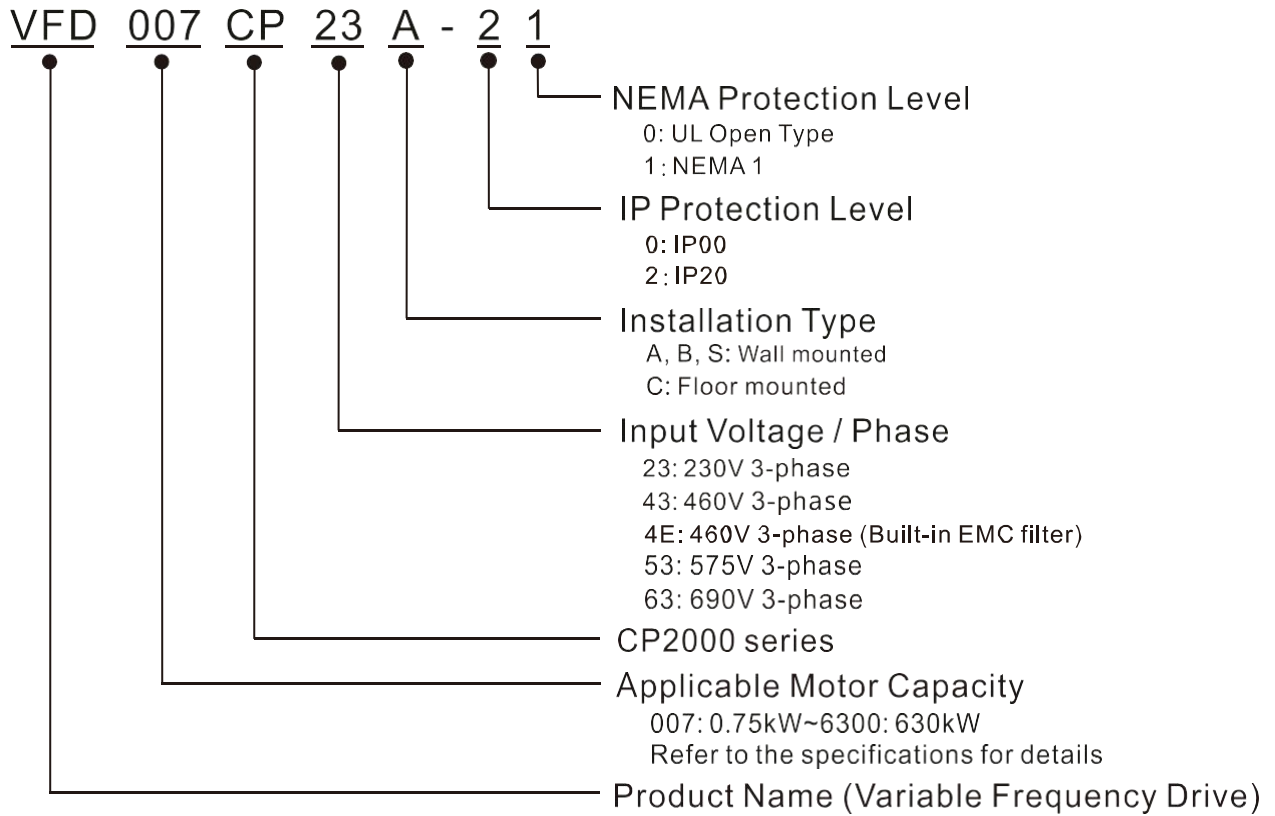 VFD 007 CP 23 A - 2 1
NEMA Protection Level
0: UL Open Type
1: NEMA 1
IP Protection Level
0: IP00
2: IP20
Installation Type
A, B, S: Wall mounted
C: Floor mounted
Input Voltage / Phase
23: 230V 3-phase
43: 460V 3-phase
4E: 460V 3-phase (Built-in EMC filter)
53: 575V 3-phase
63: 690V 3-phase
CP2000 series
Applicable Motor Capacity
007: 0.75kW~6300: 630kW
Refer to the specifications for details
Product Name (Variable Frequency Drive)